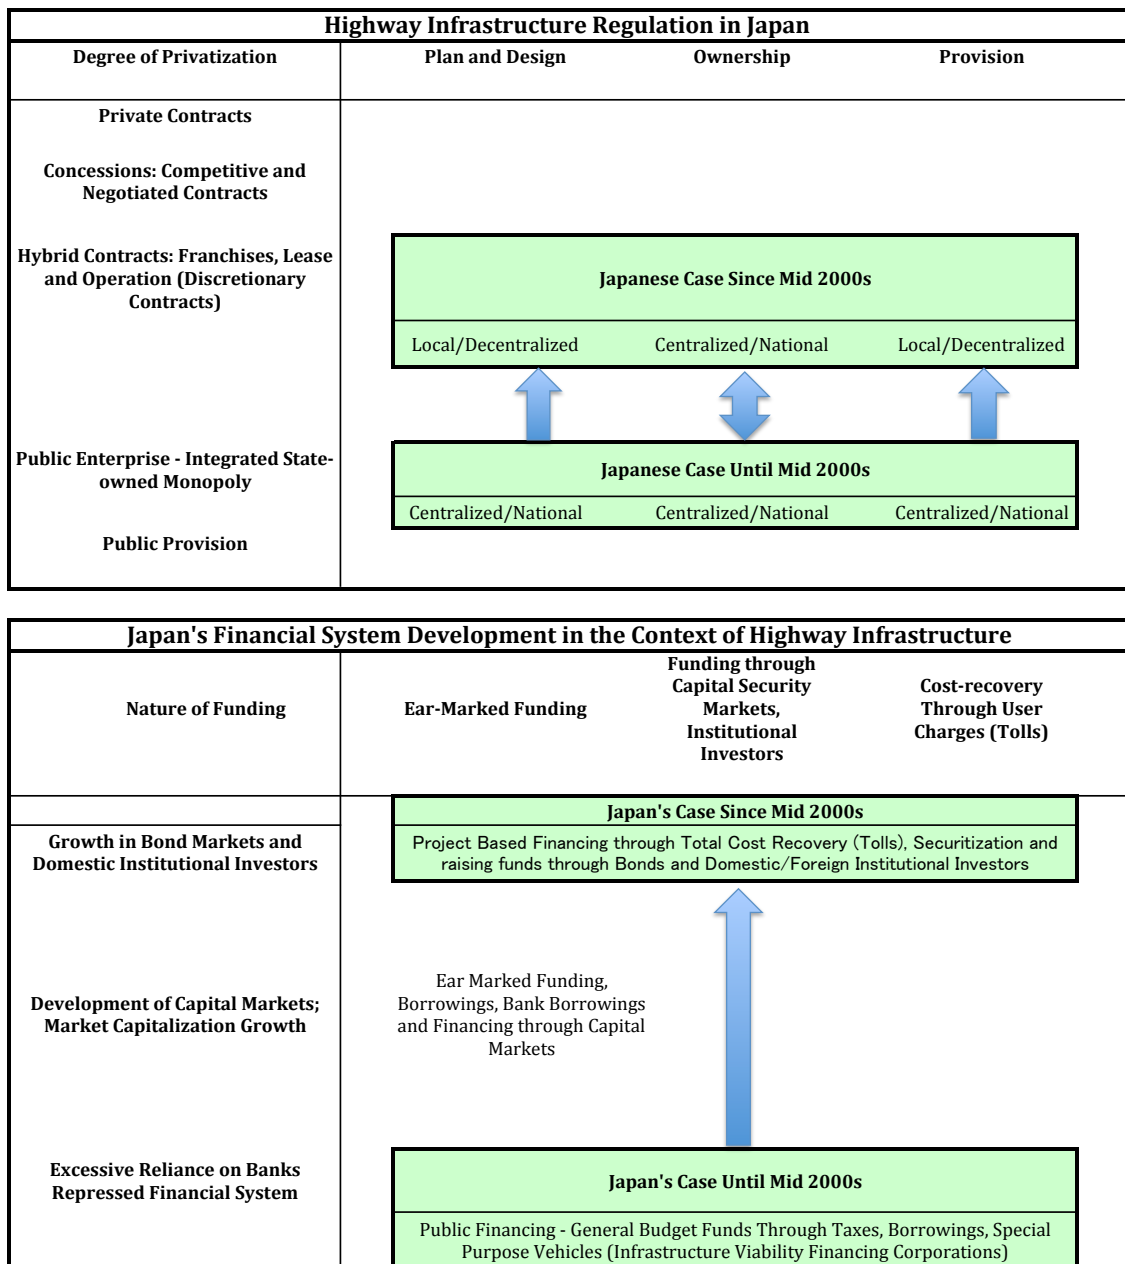 Highway Infrastructure Regulation in Japan
Degree of Privatization
Plan and Design
Ownership
Provision
Private Contracts
Concessions: Competitive and
Negotiated Contracts
Hybrid Contracts: Franchises, Lease
and Operation (Discretionary
Contracts)
Japanese Case Since Mid 2000s
Local/Decentralized
Centralized/National
Local/Decentralized
Public Enterprise - Integrated State-
owned Monopoly
Japanese Case Until Mid 2000s
Centralized/National
Centralized/National
Centralized/National
Public Provision
Japan's Financial System Development in the Context of Highway Infrastructure
Nature of Funding
Ear-Marked Funding
Funding through
Capital Security
Markets,
Institutional
Investors
Cost-recovery
Through User
Charges (Tolls)
Japan's Case Since Mid 2000s
Growth in Bond Markets and
Domestic Institutional Investors
Project Based Financing through Total Cost Recovery (Tolls), Securitization and
raising funds through Bonds and Domestic/Foreign Institutional Investors
Development of Capital Markets;
Market Capitalization Growth
Ear Marked Funding,
Borrowings, Bank Borrowings
and Financing through Capital
Markets
Excessive Reliance on Banks
Repressed Financial System
Japan's Case Until Mid 2000s
Public Financing - General Budget Funds Through Taxes, Borrowings, Special
Purpose Vehicles (Infrastructure Viability Financing Corporations)